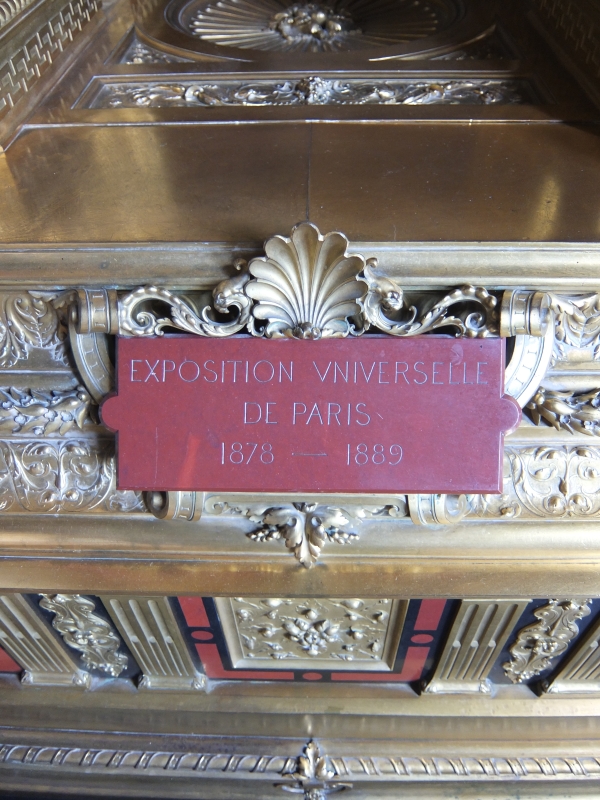 EXPOSITION VNIVERSELLE
DE PARIS
1878 — 1889